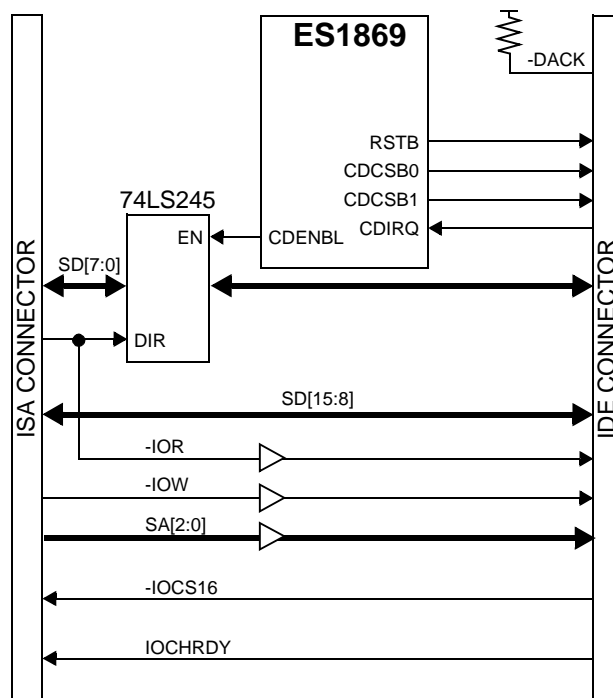 ES1869
-DACK
RSTB
CDCSB0
CDCSB1
CDIRQ
CDENBL
74LS245
EN
DIR
SD[7:0]
ISA CONNECTOR
IDE CONNECTOR
SD[15:8]
-IOR
-IOW
SA[2:0]
-IOCS16
IOCHRDY